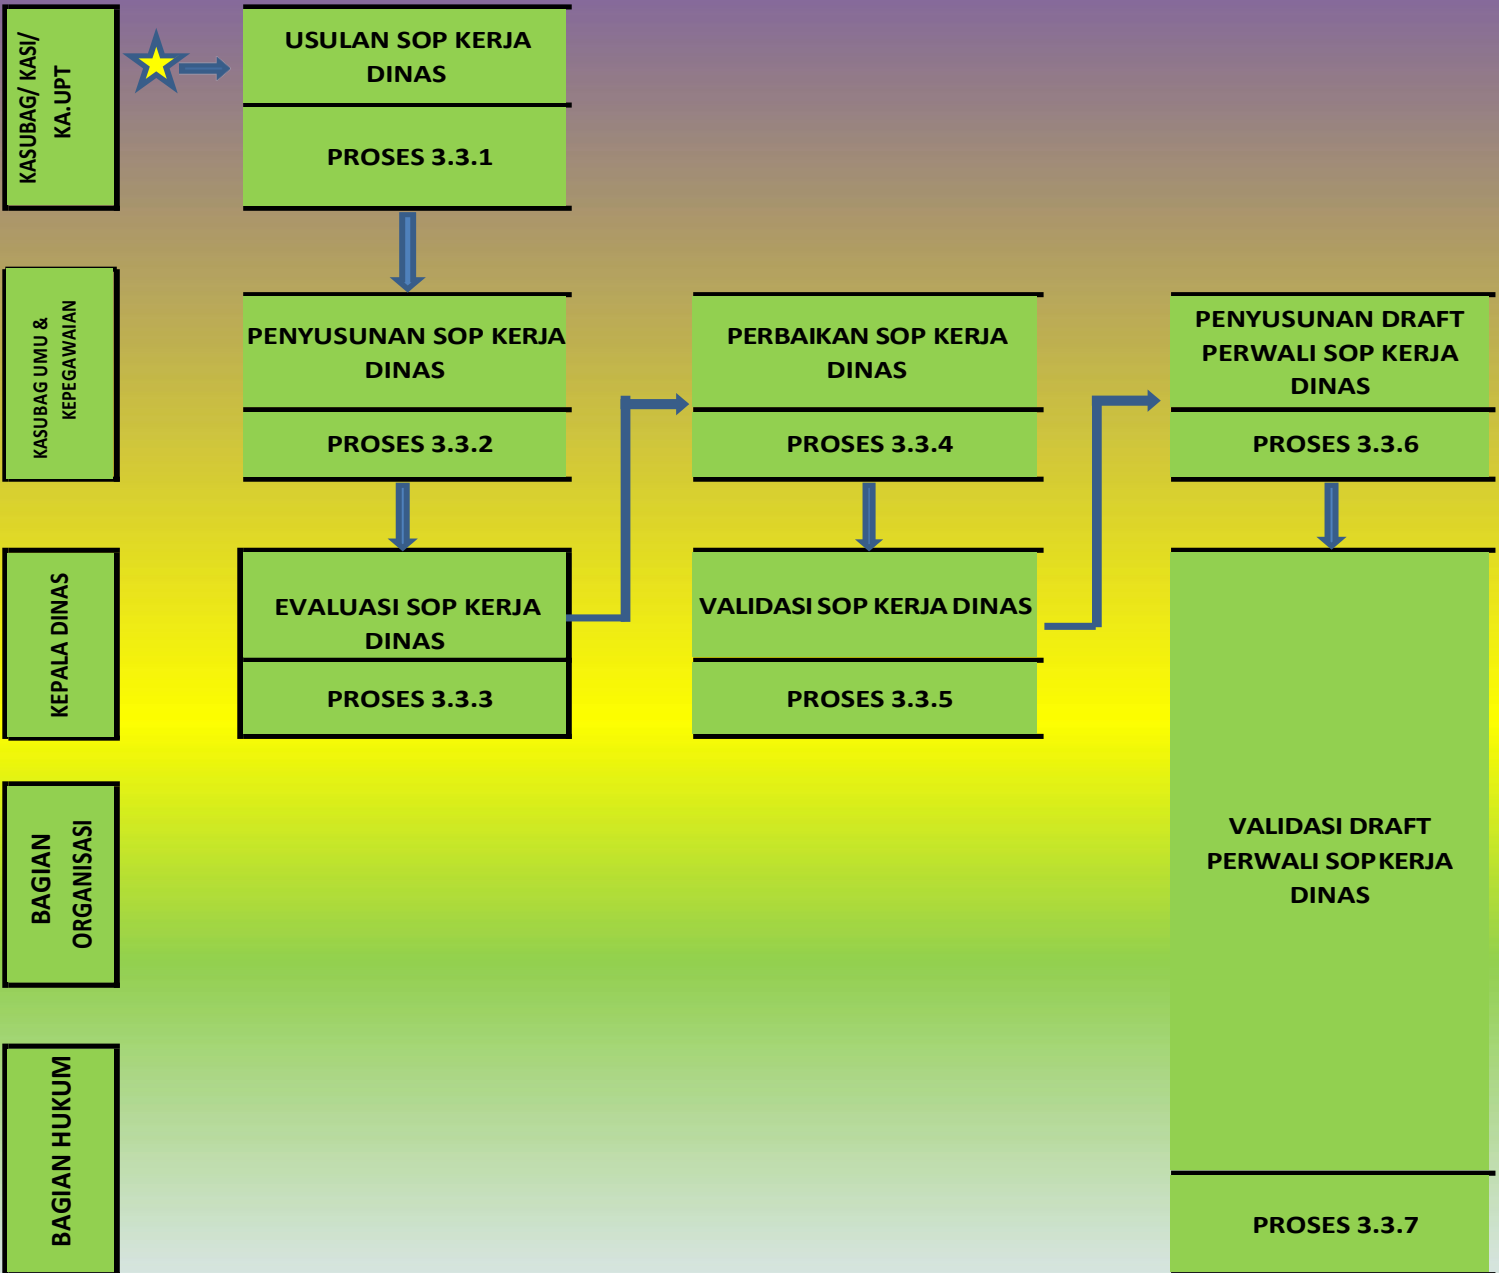 KASUBAG/ KASI/
KA.UPT
USULAN SOP KERJA
DINAS
PROSES 3.3.1
KASUBAG UMU &
KEPEGAWAIAN
PENYUSUNAN SOP KERJA
DINAS
PROSES 3.3.2
PERBAIKAN SOP KERJA
DINAS
PROSES 3.3.4
PENYUSUNAN DRAFT
PERWALI SOP KERJA
DINAS
PROSES 3.3.6
KEPALA DINAS
EVALUASI SOP KERJA
DINAS
PROSES 3.3.3
VALIDASI SOP KERJA DINAS
PROSES 3.3.5
BAGIAN
ORGANISASI
VALIDASI DRAFT
PERWALI SOP KERJA
DINAS
BAGIAN HUKUM
PROSES 3.3.7